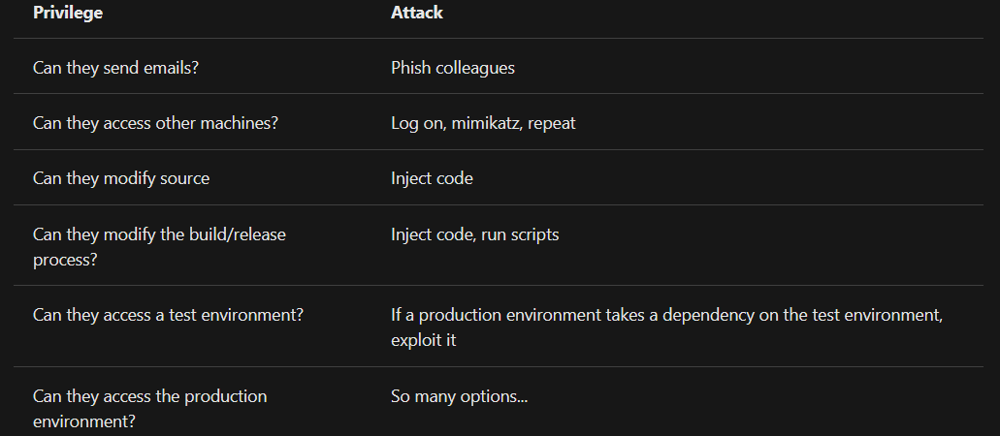 Privilege Attack
Can they send emails? Phish colleagues
Can they access other machines? Log on, mimikatz, repeat
Can they modify source Inject code
Can they modify the build/release Inject code, run scripts
process?
Can they access a test environment? If a production environment takes a dependency on the test environment,
exploit it
Can they access the production So many options...
environment?